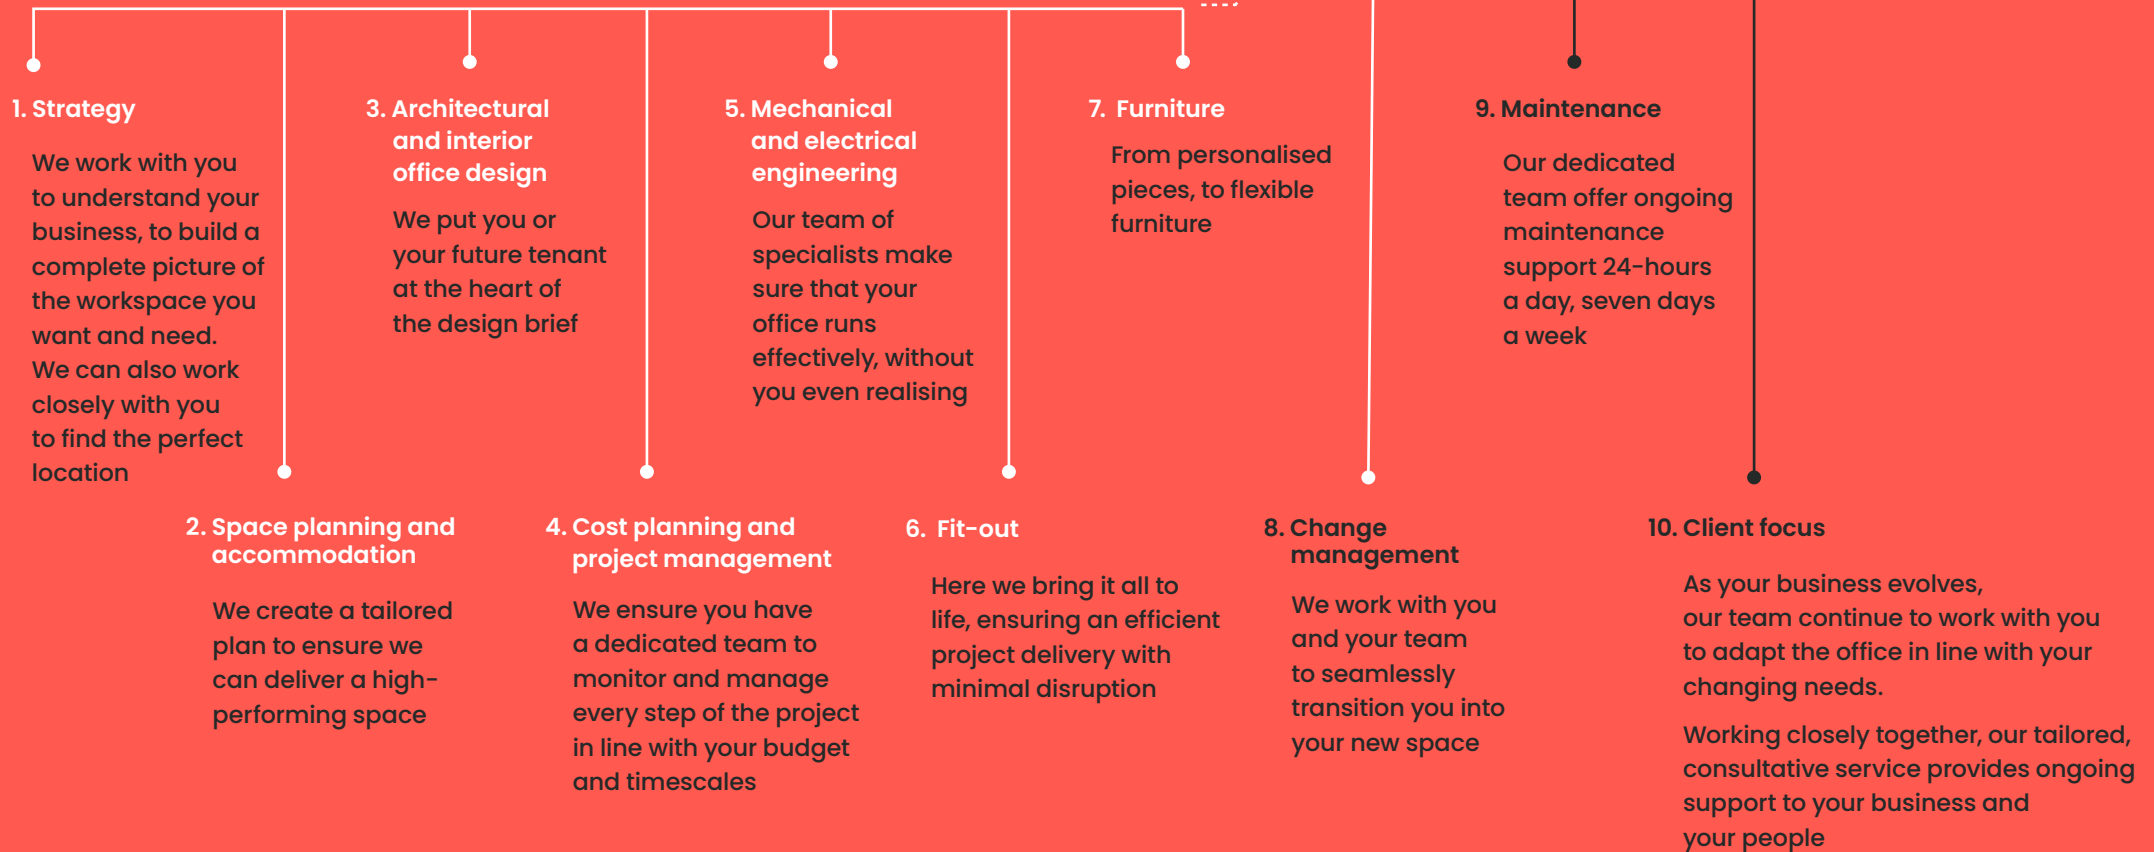 1. Strategy
We work with you
to understand your
business, to build a
complete picture of
the workspace you
want and need.
We can also work
closely with you
to find the perfect
location
2. Space planning and
accommodation
We create a tailored
plan to ensure we
can deliver a high-
performing space
3. Architectural
and interior
office design
We put you or
your future tenant
at the heart of
the design brief
4. Cost planning and
project management
We ensure you have
a dedicated team to
monitor and manage
every step of the project
in line with your budget
and timescales
5. Mechanical
and electrical
engineering
Our team of
specialists make
sure that your
office runs
effectively, without
you even realising
6. Fit-out
Here we bring it all to
life, ensuring an efficient
project delivery with
minimal disruption
7. Furniture
From personalised
pieces, to flexible
furniture
8. Change
management
We work with you
and your team
to seamlessly
transition you into
your new space
9. Maintenance
Our dedicated
team offer ongoing
maintenance
support 24-hours
a day, seven days
a week
10. Client focus
As your business evolves,
our team continue to work with you
to adapt the office in line with your
changing needs.
Working closely together, our tailored,
consultative service provides ongoing
support to your business and
your people